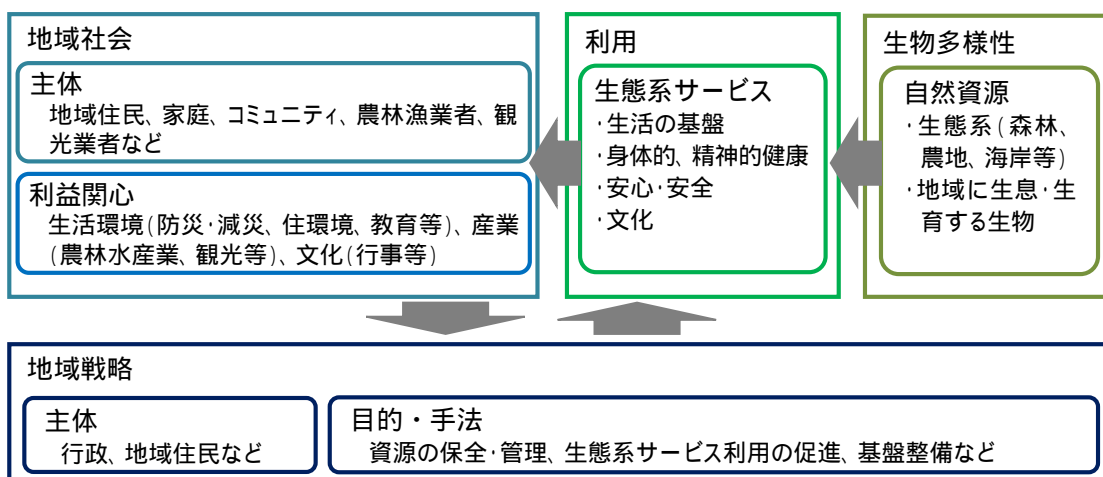 地域社会
主体
地域住民、家庭、コミュニティ、農林漁業者、観
光業者など
利益関心
生活環境(防災・減災、住環境、教育等)、産業
(農林水産業、観光等)、文化(行事等)
利用
生態系サービス
・生活の基盤
・身体的、精神的健康
・安心・安全
・文化
生物多様性
自然資源
・生態系(森林、
農地、海岸等)
・地域に生息・生
育する生物
地域戦略
主体
行政、地域住民など
目的・手法
資源の保全・管理、生態系サービス利用の促進、基盤整備など